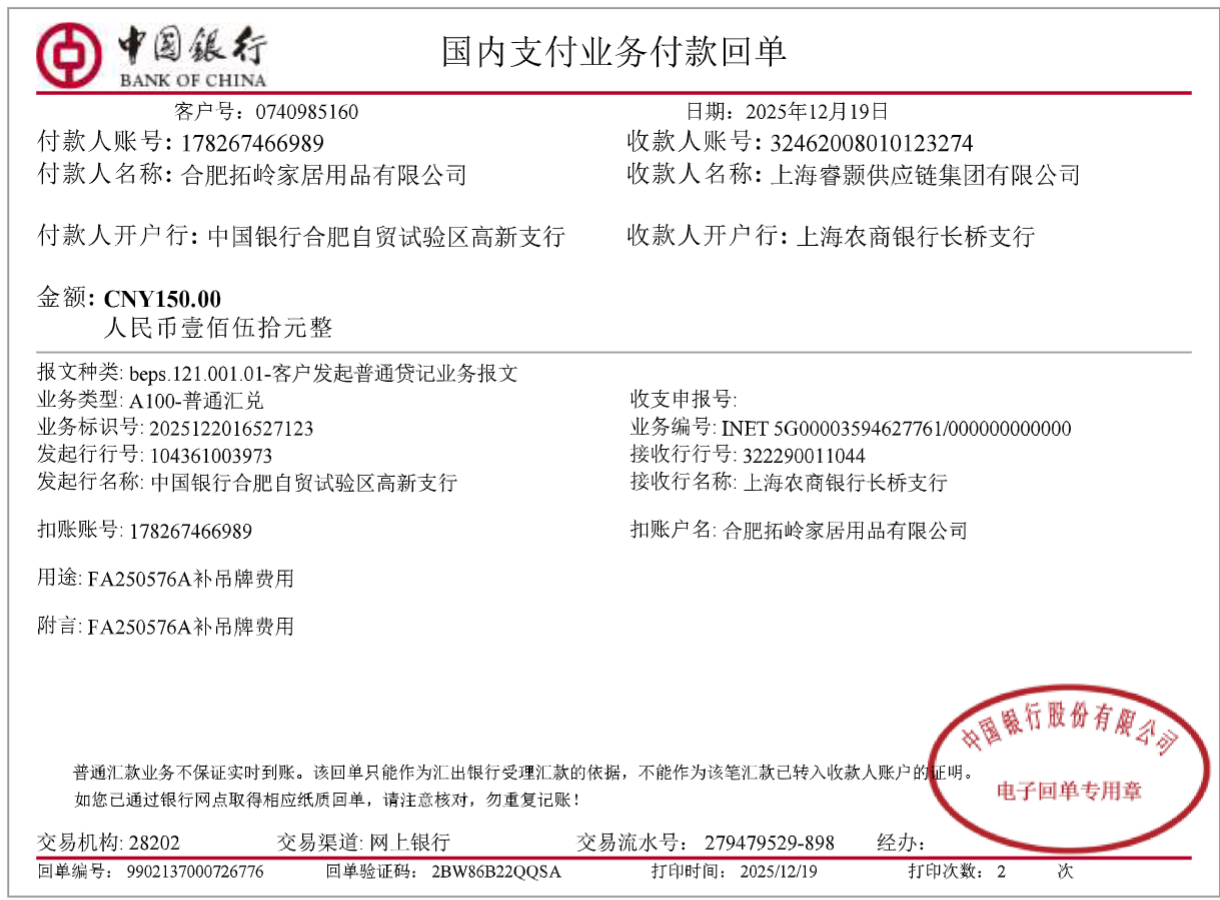 中国銀行
BANK OF CHINA
国内支付业务付款回单
客户号：0740985160 日期：2025年12月19日
付款人账号: 178267466989 收款人账号: 32462008010123274
付款人名称: 合肥拓岭家居用品有限公司 收款人名称: 上海睿颢供应链集团有限公司
付款人开户行: 中国银行合肥自贸试验区高新支行 收款人开户行: 上海农商银行长桥支行
金额: CNY150.00
人民币壹佰伍拾元整
报文种类: beps.121.001.01-客户发起普通贷记业务报文
业务类型: A100-普通汇兑 收支申报号:
业务标识号: 2025122016527123 业务编号: INET 5G00003594627761/000000000000
发起行行号: 104361003973 接收行行号: 322290011044
发起行名称: 中国银行合肥自贸试验区高新支行 接收行名称: 上海农商银行长桥支行
扣账账号: 178267466989 扣账户名: 合肥拓岭家居用品有限公司
用途: FA250576A补吊牌费用
附言: FA250576A补吊牌费用
中国银行股份有限公司
电子回单专用章
普通汇款业务不保证实时到账。该回单只能作为汇出银行受理汇款的依据，不能作为该笔汇款已转入收款人账户的证明。
如您已通过银行网点取得相应纸质回单，请注意核对，勿重复记账！
交易机构: 28202 交易渠道: 网上银行 交易流水号： 279479529-898 经办：
回单编号： 9902137000726776 回单验证码： 2BW86B22QQSA 打印时间： 2025/12/19 打印次数： 2 次